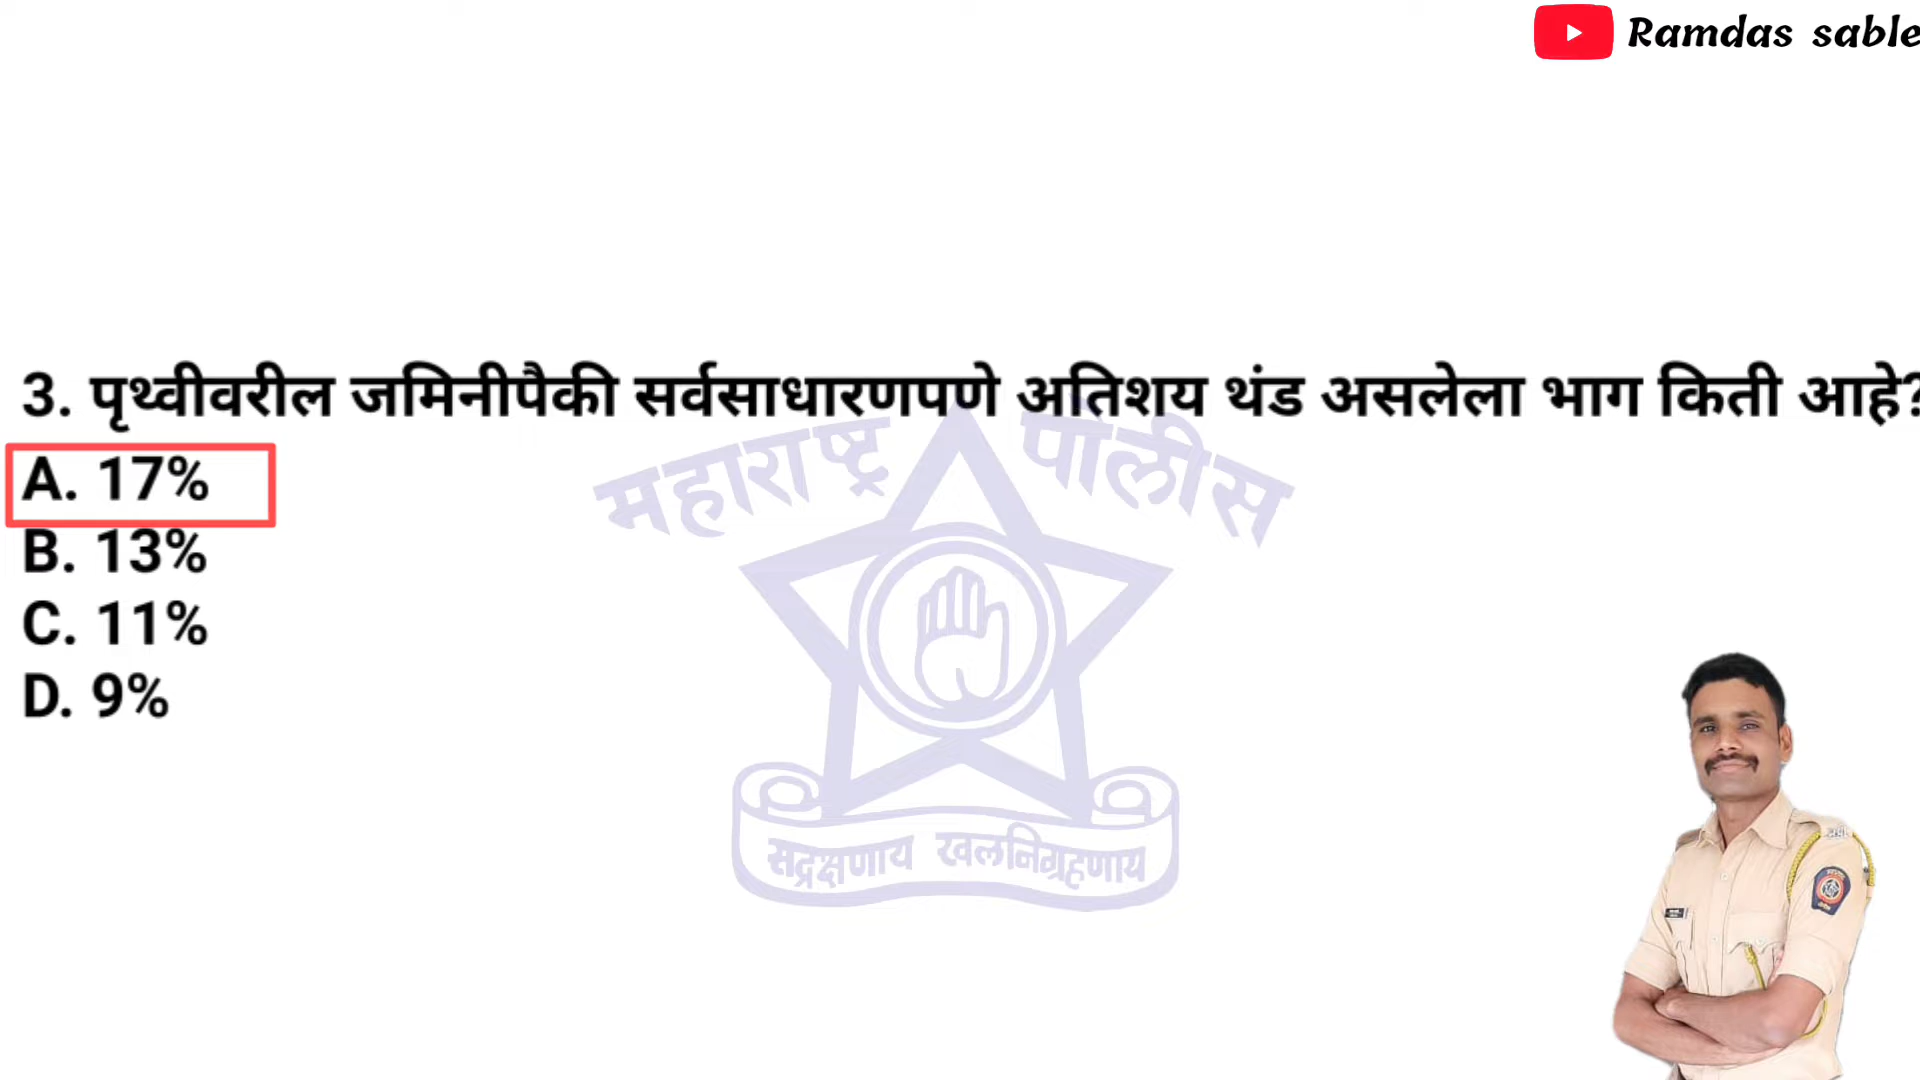 Ramdas sable
3. पृथ्वीवरील जमिनीपैकी सर्वसाधारणपणे अतिशय थंड असलेला भाग किती आहे?
A. 17%
B. 13%
C. 11%
D. 9%
महाराष्ट्र पोलीस
सद्रक्षणाय खलनिग्रहणाय